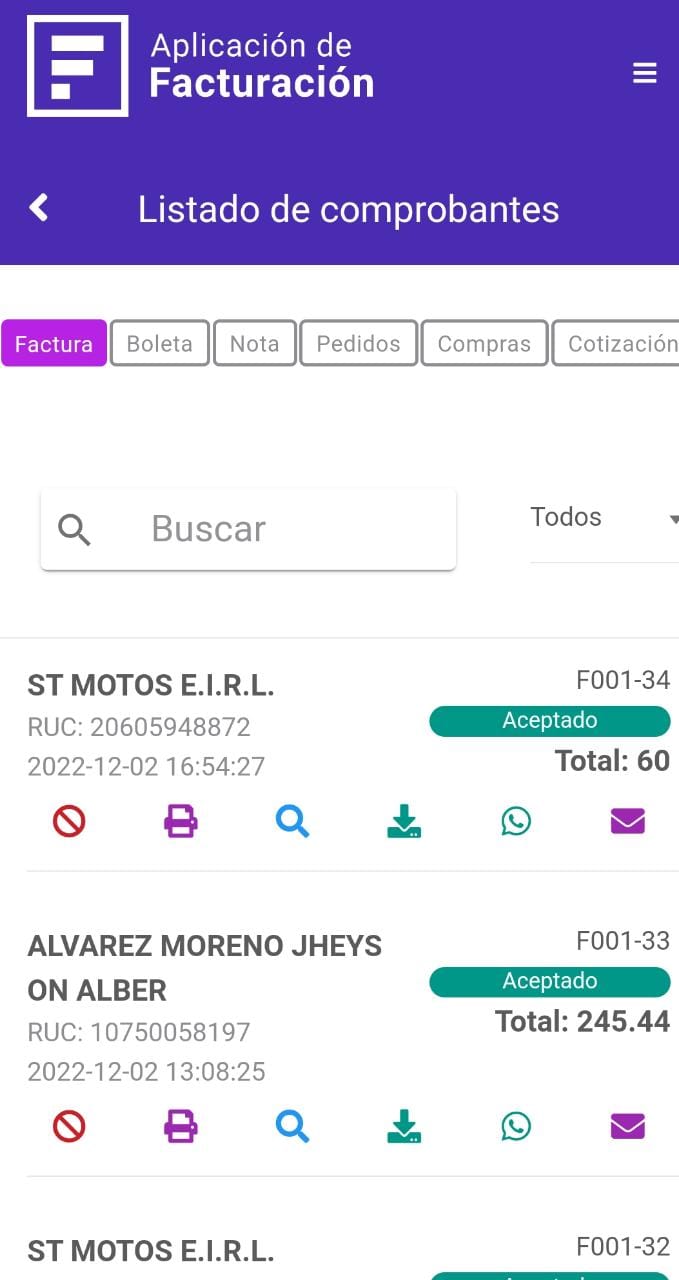 Aplicación de
Facturación
Listado de comprobantes
Factura Boleta Nota Pedidos Compras Cotización
Buscar
Todos
ST MOTOS E.I.R.L.
F001-34
RUC: 20605948872
Aceptado
2022-12-02 16:54:27
Total: 60
ALVAREZ MORENO JHEYS
ON ALBER
F001-33
Aceptado
RUC: 10750058197
Total: 245.44
2022-12-02 13:08:25
ST MOTOS E.I.R.L.
F001-32